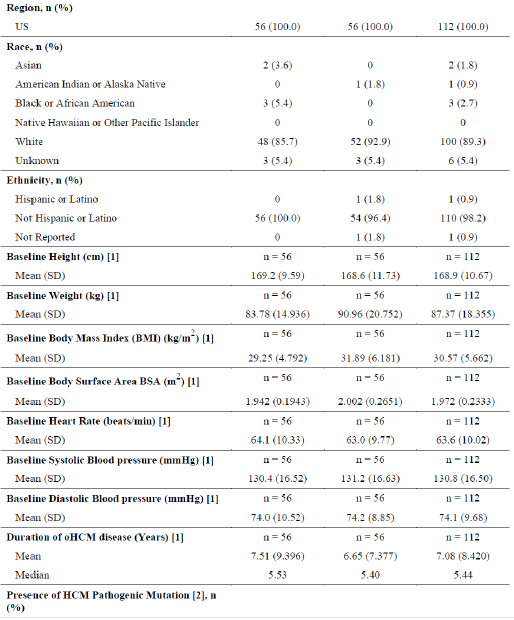 Region, n (%)
US 56 (100.0) 56 (100.0) 112 (100.0)
Race, n (%)
Asian 2 (3.6) 0 2 (1.8)
American Indian or Alaska Native 0 1 (1.8) 1 (0.9)
Black or African American 3 (5.4) 0 3 (2.7)
Native Hawaiian or Other Pacific Islander 0 0 0
White 48 (85.7) 52 (92.9) 100 (89.3)
Unknown 3 (5.4) 3 (5.4) 6 (5.4)
Ethnicity, n (%)
Hispanic or Latino 0 1 (1.8) 1 (0.9)
Not Hispanic or Latino 56 (100.0) 54 (96.4) 110 (98.2)
Not Reported 0 1 (1.8) 1 (0.9)
Baseline Height (cm) [1] n = 56 n = 56 n = 112
Mean (SD) 169.2 (9.59) 168.6 (11.73) 168.9 (10.67)
Baseline Weight (kg) [1] n = 56 n = 56 n = 112
Mean (SD) 83.78 (14.936) 90.96 (20.752) 87.37 (18.355)
Baseline Body Mass Index (BMI) (kg/m²) [1] n = 56 n = 56 n = 112
Mean (SD) 29.25 (4.792) 31.89 (6.181) 30.57 (5.662)
Baseline Body Surface Area BSA (m²) [1] n = 56 n = 56 n = 112
Mean (SD) 1.942 (0.1943) 2.002 (0.2651) 1.972 (0.2333)
Baseline Heart Rate (beats/min) [1] n = 56 n = 56 n = 112
Mean (SD) 64.1 (10.33) 63.0 (9.77) 63.6 (10.02)
Baseline Systolic Blood pressure (mmHg) [1] n = 56 n = 56 n = 112
Mean (SD) 130.4 (16.52) 131.2 (16.63) 130.8 (16.50)
Baseline Diastolic Blood pressure (mmHg) [1] n = 56 n = 56 n = 112
Mean (SD) 74.0 (10.52) 74.2 (8.85) 74.1 (9.68)
Duration of oHCM disease (Years) [1] n = 56 n = 56 n = 112
Mean 7.51 (9.396) 6.65 (7.377) 7.08 (8.420)
Median 5.53 5.40 5.44
Presence of HCM Pathogenic Mutation [2], n
(%)